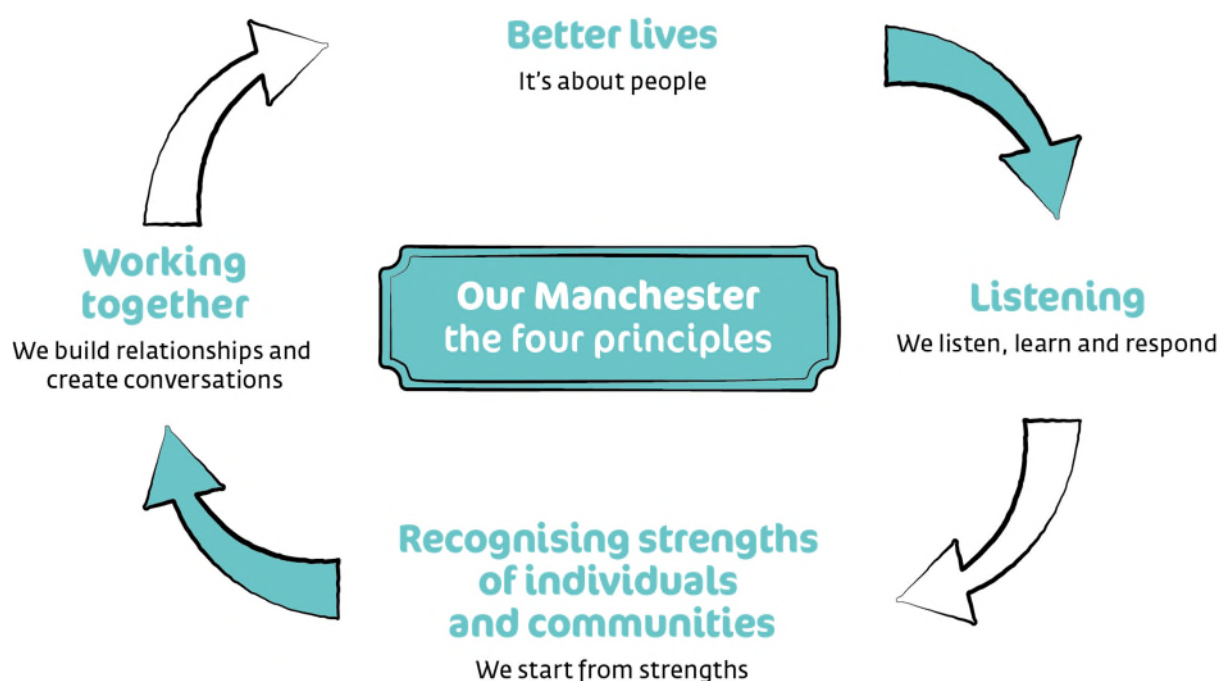 Better lives
It's about people
Working
together
We build relationships and
create conversations
Our Manchester
the four principles
Listening
We listen, learn and respond
Recognising strengths
of individuals
and communities
We start from strengths